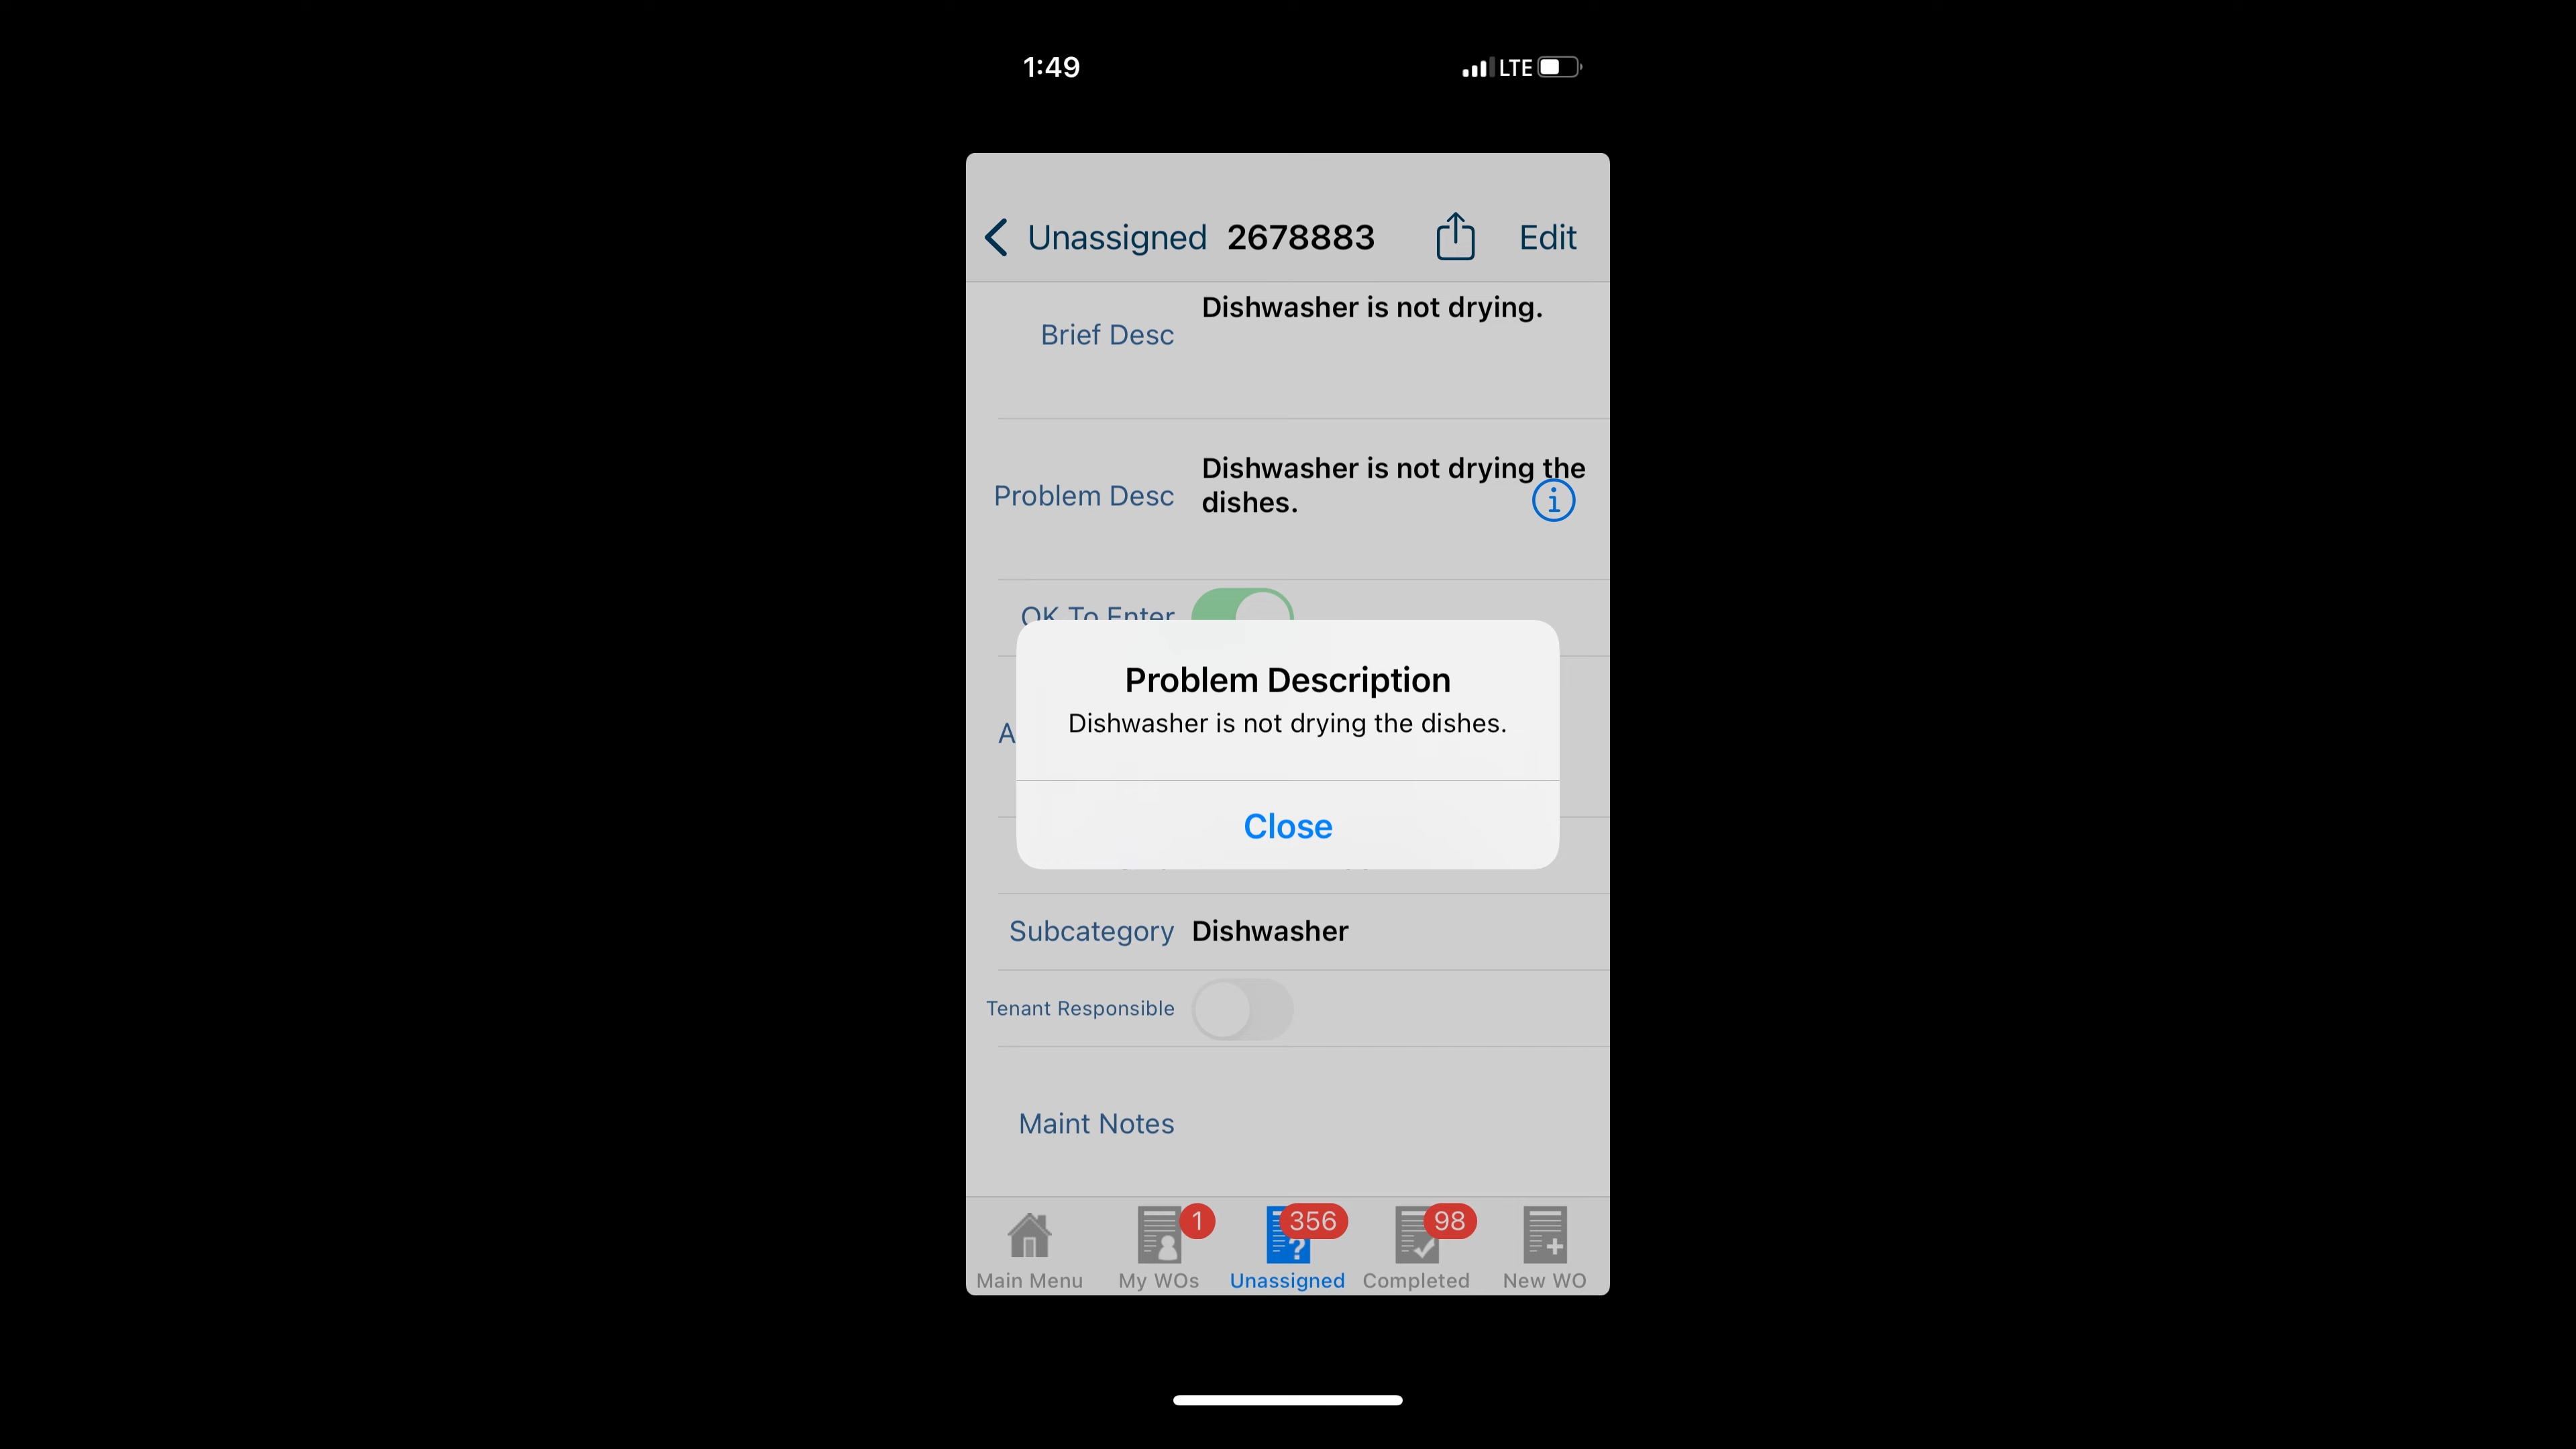 1:49
LTE
Unassigned 2678883 Edit
Brief Desc
Dishwasher is not drying.
Problem Desc
Dishwasher is not drying the
dishes.
OK To Enter
Problem Description
Dishwasher is not drying the dishes.
A
Close
Subcategory Dishwasher
Tenant Responsible
Maint Notes
1
356
98
Main Menu
My WOs
Unassigned
Completed
New WO